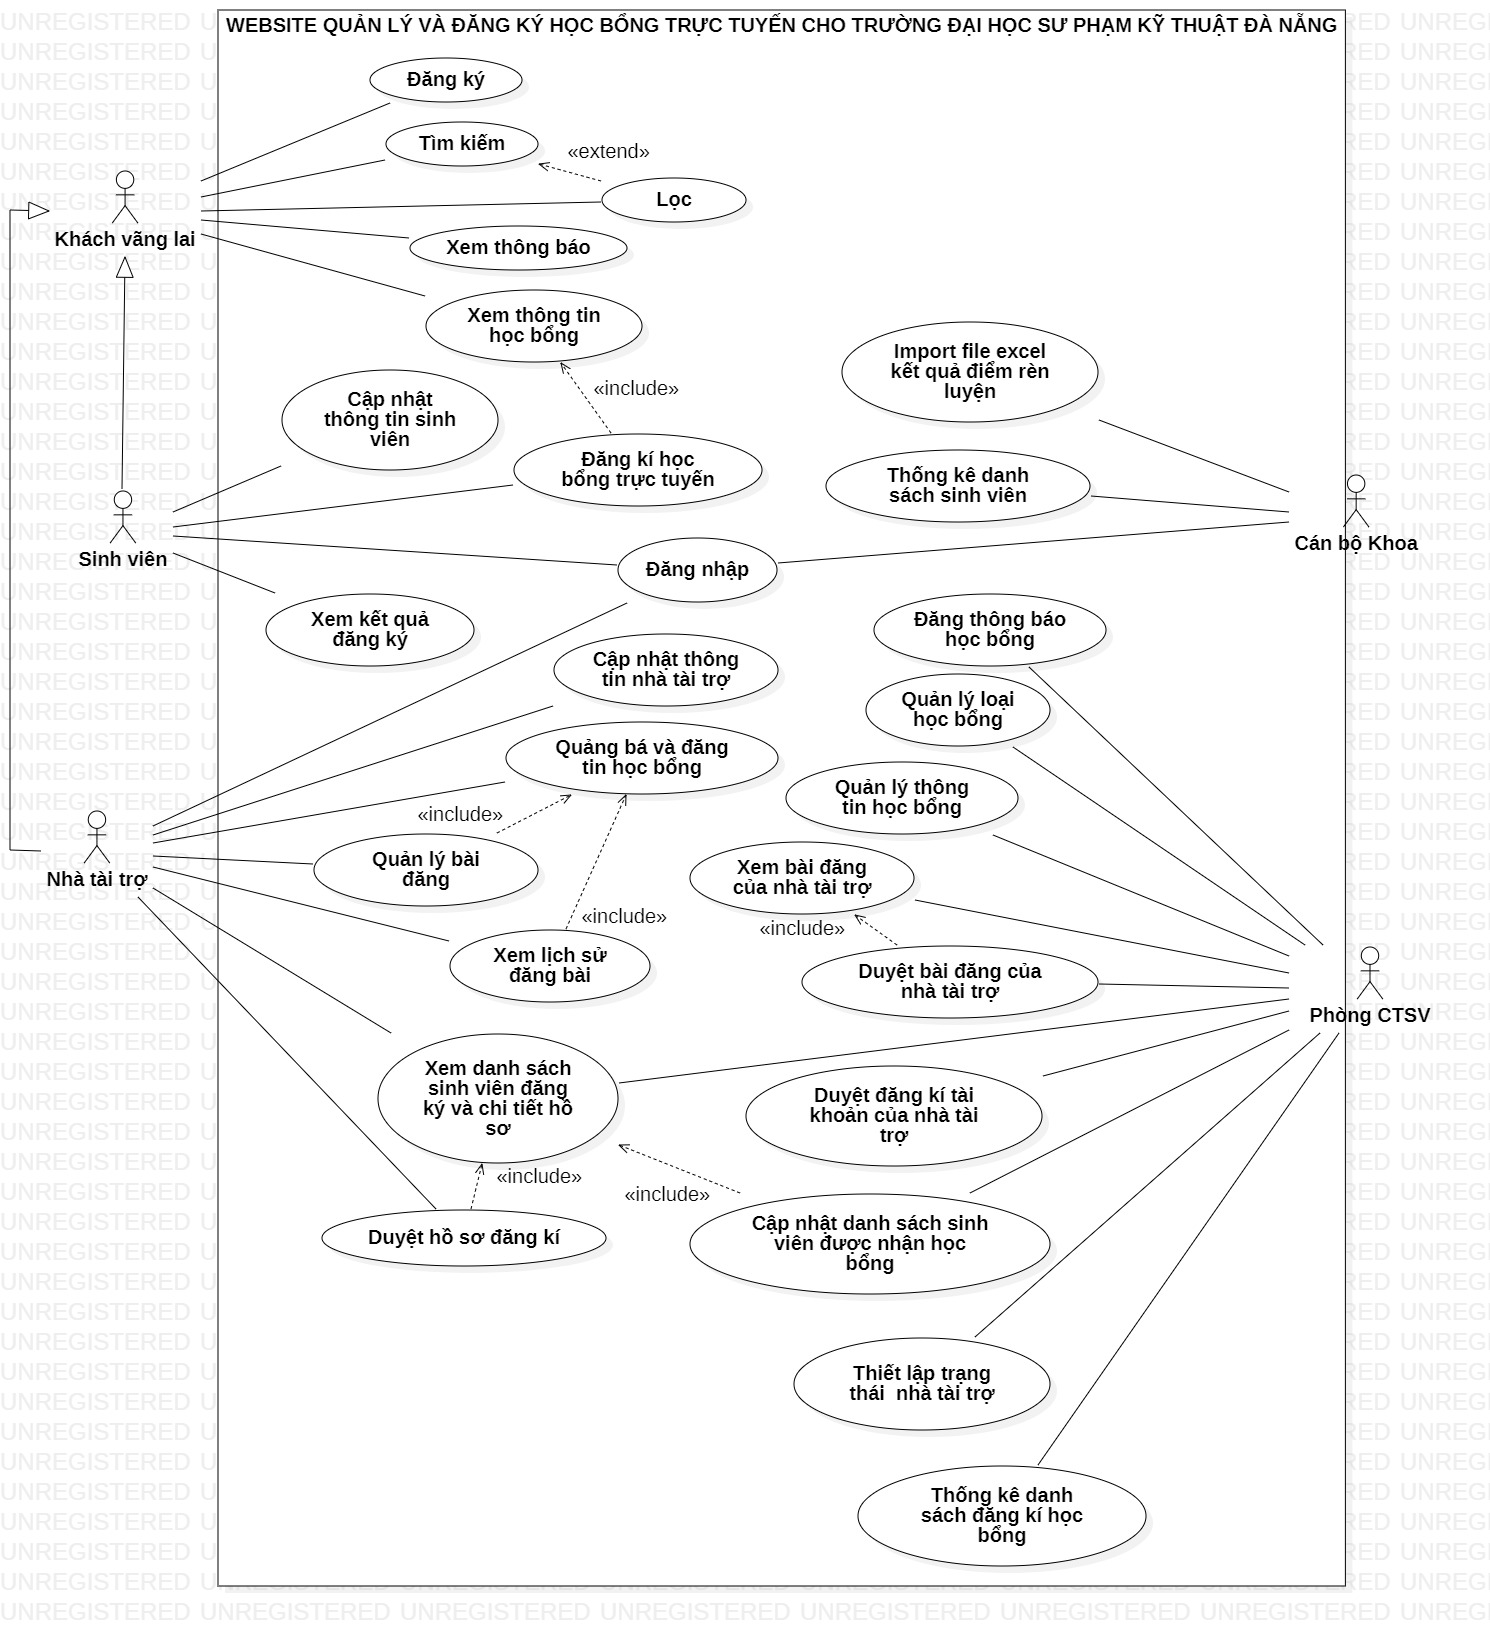 WEBSITE QUẢN LÝ VÀ ĐĂNG KÝ HỌC BỔNG TRỰC TUYẾN CHO TRƯỜNG ĐẠI HỌC SƯ PHẠM KỸ THUẬT ĐÀ NẴNG
Đăng ký
Tìm kiếm
«extend»
Lọc
Khách vãng lai
Xem thông báo
Xem thông tin
học bổng
«include»
Import file excel
kết quả điểm rèn
luyện
Cập nhật
thông tin sinh
viên
Đăng kí học
bổng trực tuyến
Thống kê danh
sách sinh viên
Cán bộ Khoa
Sinh viên
Đăng nhập
Xem kết quả
đăng ký
Đăng thông báo
học bổng
Cập nhật thông
tin nhà tài trợ
Quản lý loại
học bổng
Quảng bá và đăng
tin học bổng
Quản lý thông
tin học bổng
«include»
Nhà tài trợ
Quản lý bài
đăng
Xem bài đăng
của nhà tài trợ
«include»
«include»
Xem lịch sử
đăng bài
Duyệt bài đăng của
nhà tài trợ
Phòng CTSV
Xem danh sách
sinh viên đăng
ký và chi tiết hồ
sơ
Duyệt đăng kí tài
khoản của nhà tài
trợ
«include»
«include»
Duyệt hồ sơ đăng kí
Cập nhật danh sách sinh
viên được nhận học
bổng
Thiết lập trạng
thái  nhà tài trợ
Thống kê danh
sách đăng kí học
bổng
UNREGISTERED UNREGISTERED UNREGISTERED UNREGISTERED UNREGISTERED UNREGISTERED UNREGISTERED UNREGI